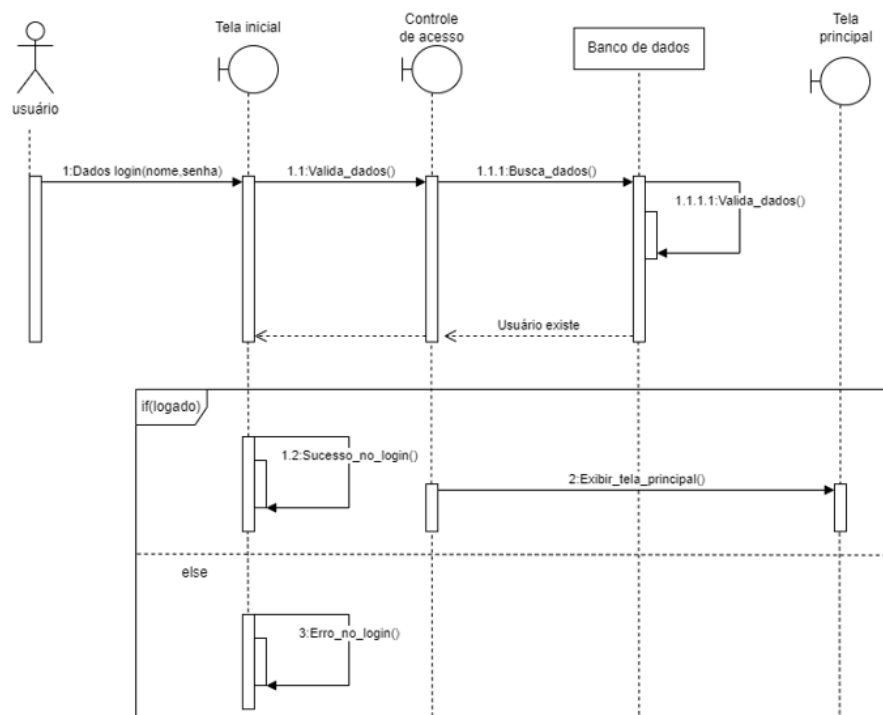 Tela inicial
Controle
de acesso
Banco de dados
Tela
principal
usuário
1:Dados login(nome,senha)
1.1:Valida_dados()
1.1.1:Busca_dados()
1.1.1.1:Valida_dados()
Usuário existe
if(logado)
1.2:Sucesso_no_login()
2:Exibir_tela_principal()
else
3:Erro_no_login()